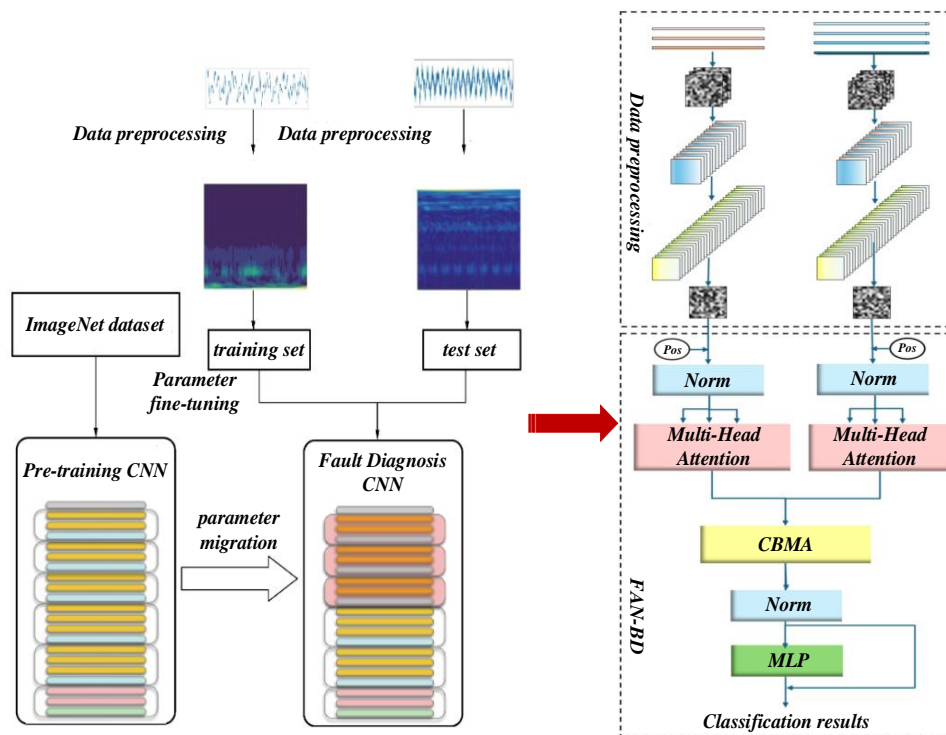 Data preprocessing
Data preprocessing
ImageNet dataset
training set
test set
Parameter
fine-tuning
Pre-training CNN
Fault Diagnosis
CNN
parameter
migration
Data preprocessing
Pos
Pos
Norm
Norm
Multi-Head
Attention
Multi-Head
Attention
CBMA
Norm
MLP
FAN-BD
Classification results